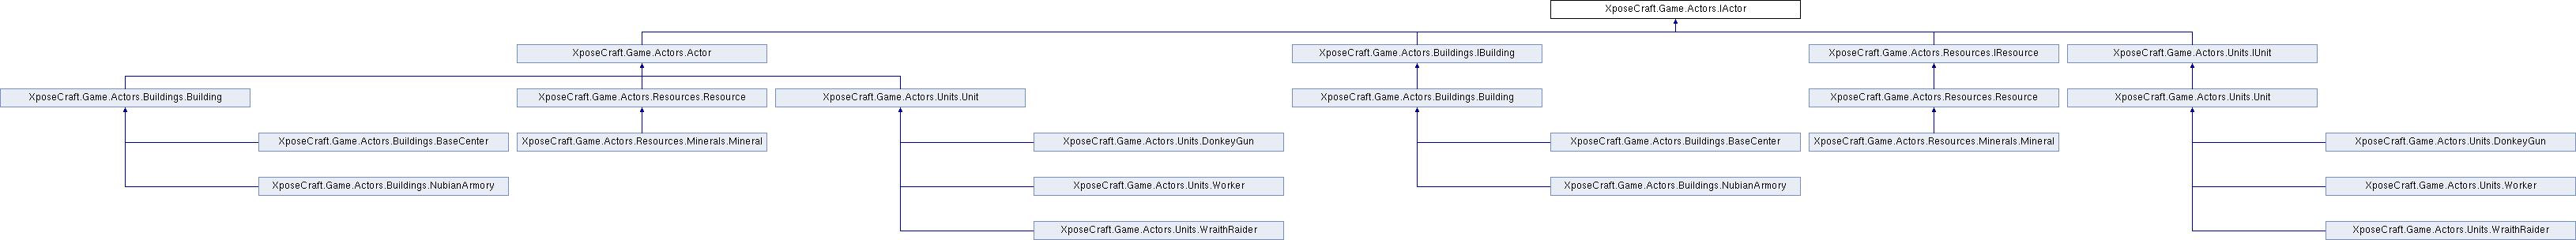 XposeCraft.Game.Actors.IActor
XposeCraft.Game.Actors.Actor
XposeCraft.Game.Actors.Buildings.IBuilding
XposeCraft.Game.Actors.Resources.IResource
XposeCraft.Game.Actors.Units.IUnit
XposeCraft.Game.Actors.Buildings.Building
XposeCraft.Game.Actors.Resources.Resource
XposeCraft.Game.Actors.Units.Unit
XposeCraft.Game.Actors.Buildings.Building
XposeCraft.Game.Actors.Resources.Resource
XposeCraft.Game.Actors.Units.Unit
XposeCraft.Game.Actors.Buildings.BaseCenter
XposeCraft.Game.Actors.Resources.Minerals.Mineral
XposeCraft.Game.Actors.Units.DonkeyGun
XposeCraft.Game.Actors.Buildings.BaseCenter
XposeCraft.Game.Actors.Resources.Minerals.Mineral
XposeCraft.Game.Actors.Units.DonkeyGun
XposeCraft.Game.Actors.Buildings.NubianArmory
XposeCraft.Game.Actors.Units.Worker
XposeCraft.Game.Actors.Buildings.NubianArmory
XposeCraft.Game.Actors.Units.Worker
XposeCraft.Game.Actors.Units.WraithRaider
XposeCraft.Game.Actors.Units.WraithRaider